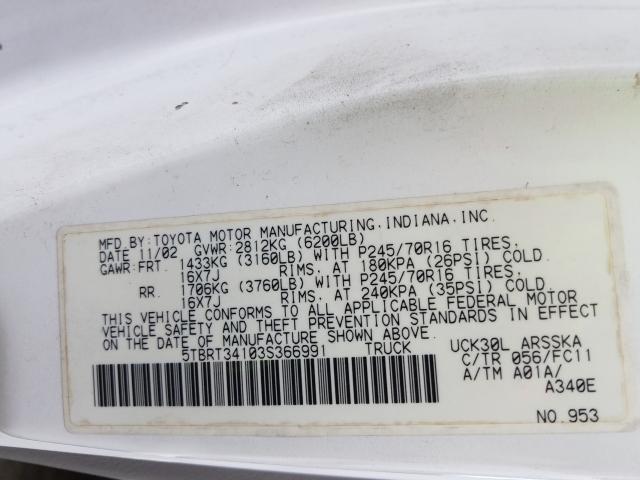 MFD BY: TOYOTA MOTOR MANUFACTURING, INDIANA, INC.
DATE 11/02 GVWR: 2812KG (6200LB)
GAWR: FRT. 1433KG (3160LB) WITH P245/70R16 TIRES,
16X7J RIMS, AT 180KPA (26PSI) COLD.
RR. 1706KG (3760LB) WITH P245/70R16 TIRES,
16X7J RIMS, AT 240KPA (35PSI) COLD.
THIS VEHICLE CONFORMS TO ALL APPLICABLE FEDERAL MOTOR
VEHICLE SAFETY AND THEFT PREVENTION STANDARDS IN EFFECT
ON THE DATE OF MANUFACTURE SHOWN ABOVE.
5TBRT34103S366991 TRUCK UCK30L ARSSKA
C/TR 056/FC11
A/TM A01A/
A340E
NO. 953